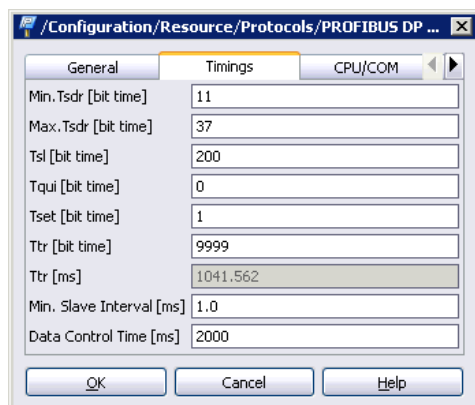 /Configuration/Resource/Protocols/PROFIBUS DP ...
General Timings CPU/COM
Min.Tsdr [bit time] 11
Max.Tsdr [bit time] 37
Tsl [bit time] 200
Tqui [bit time] 0
Tset [bit time] 1
Ttr [bit time] 9999
Ttr [ms] 1041.562
Min. Slave Interval [ms] 1.0
Data Control Time [ms] 2000
OK Cancel Help